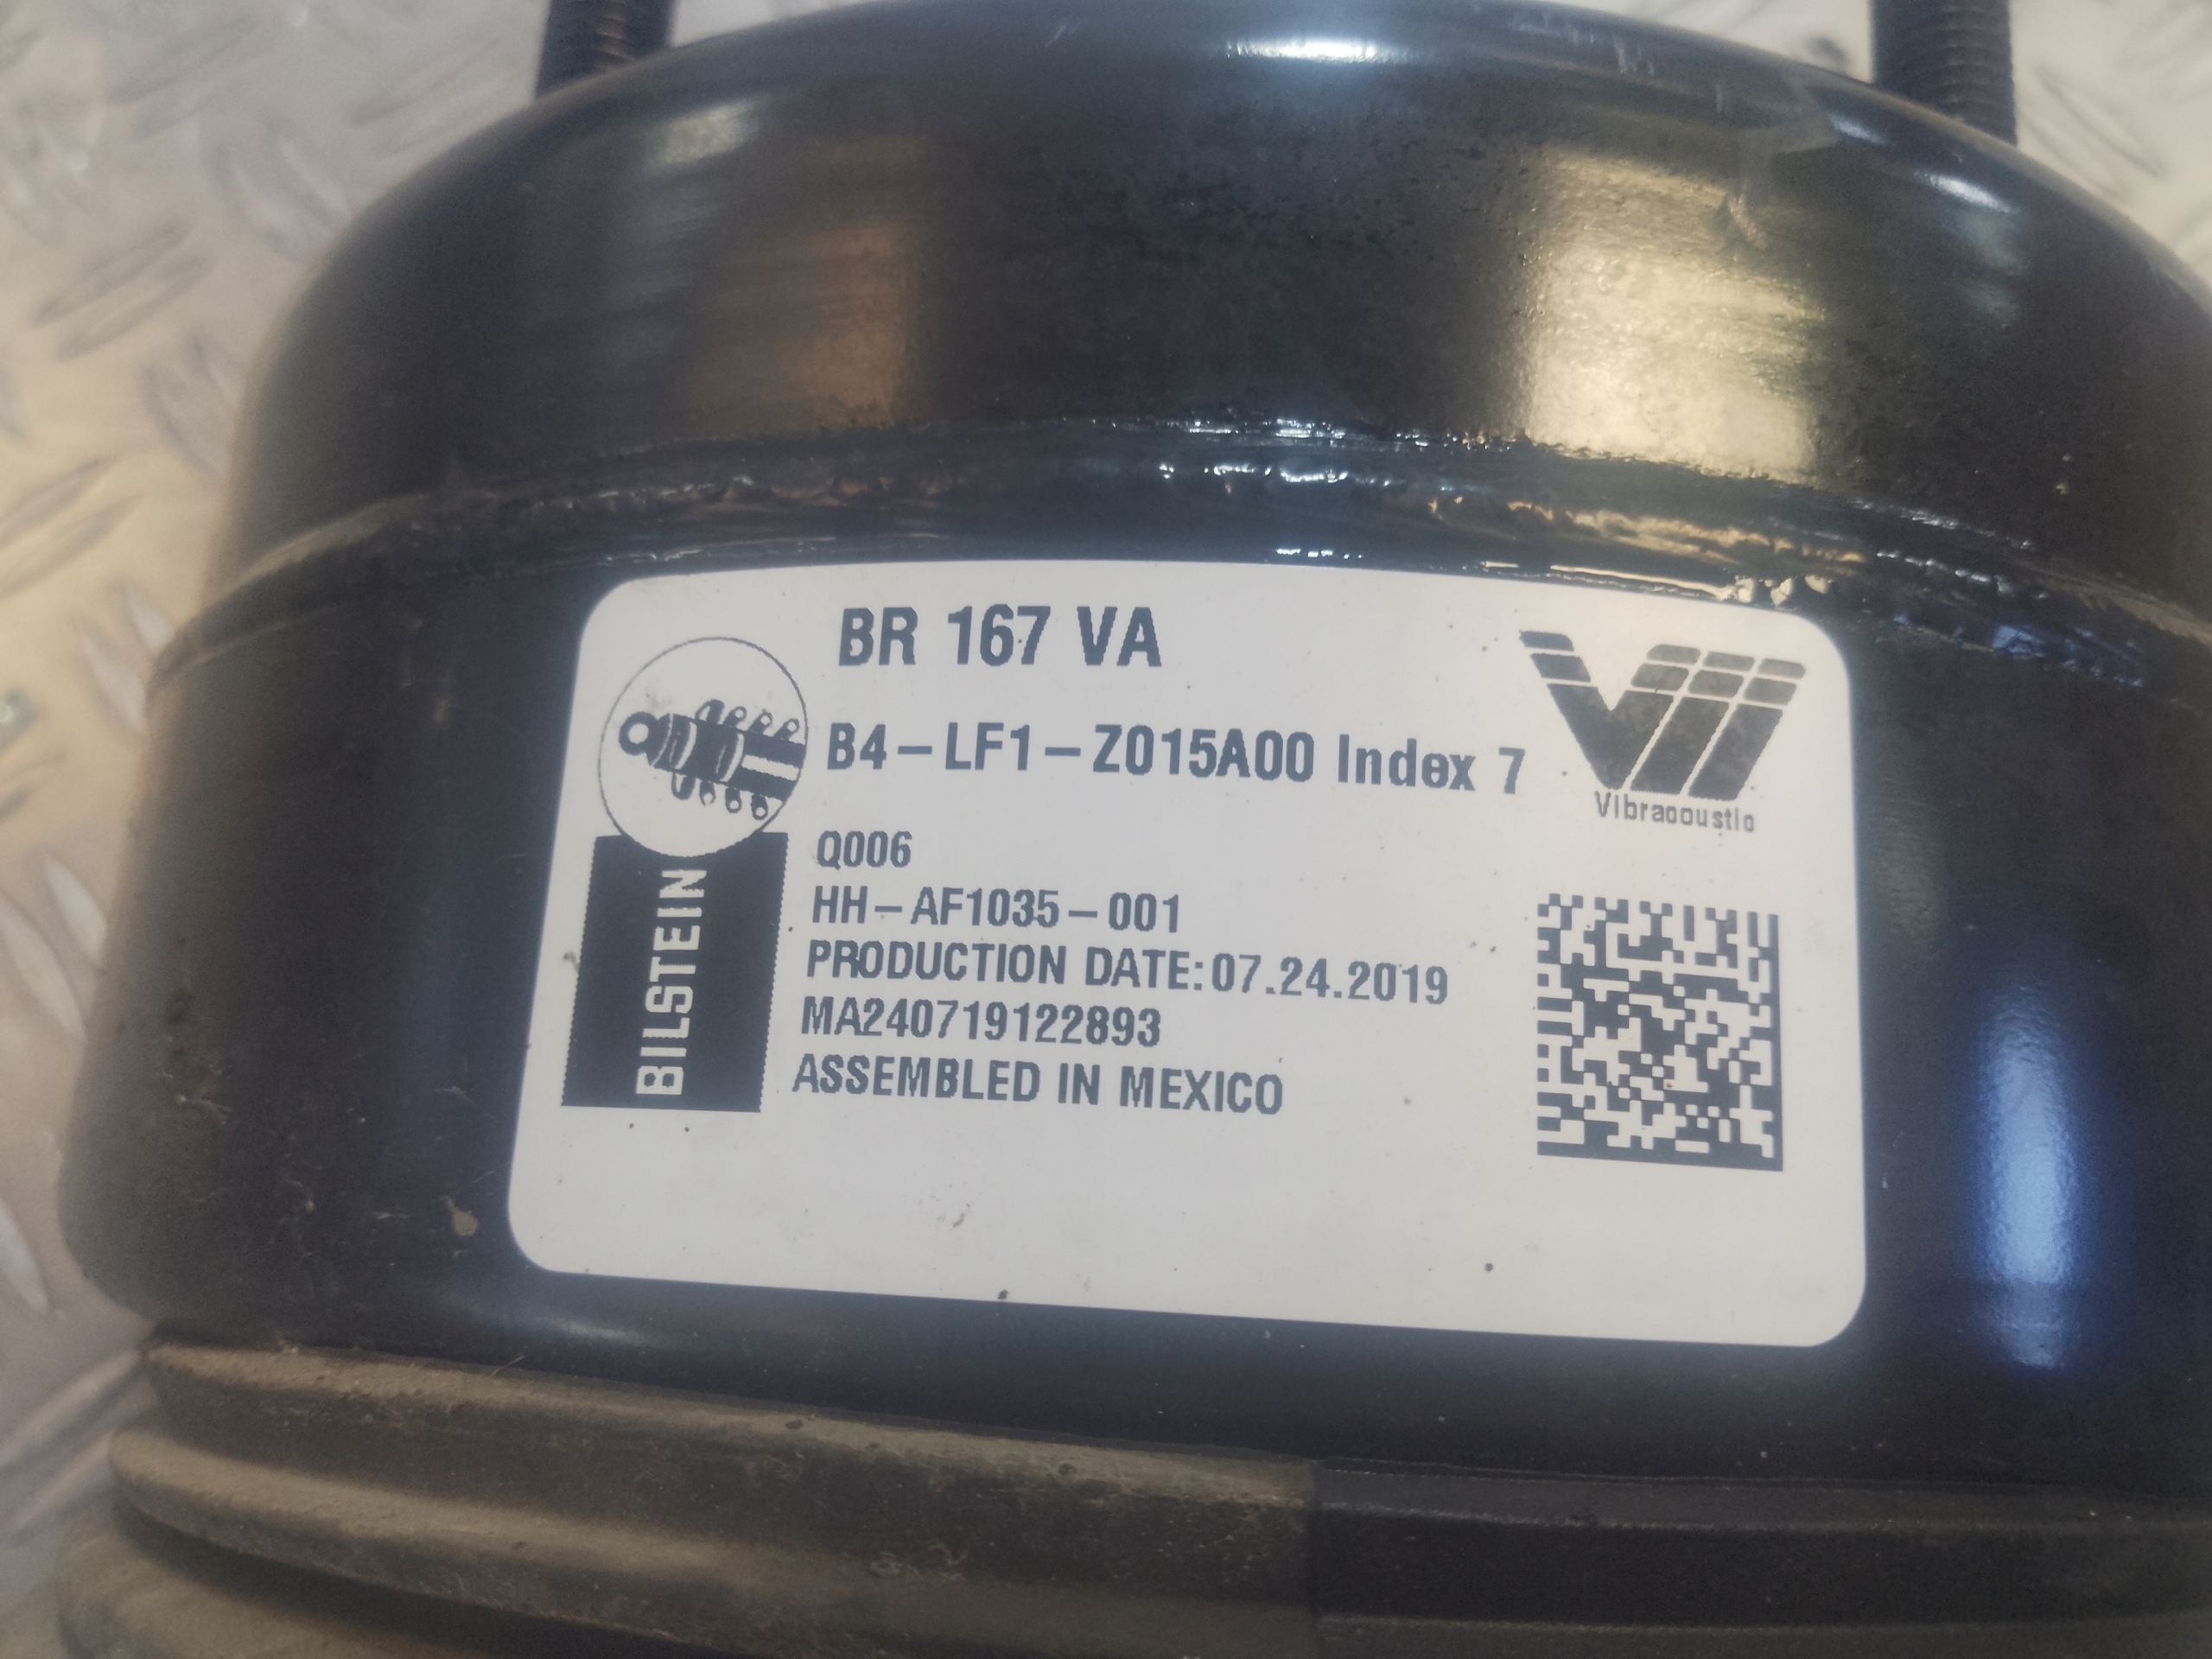 BR 167 VA
B4-LF1-Z015A00 Index 7
Vibracoustic
Q006
HH-AF1035-001
PRODUCTION DATE:07.24.2019
MA240719122893
ASSEMBLED IN MEXICO
BILSTEIN